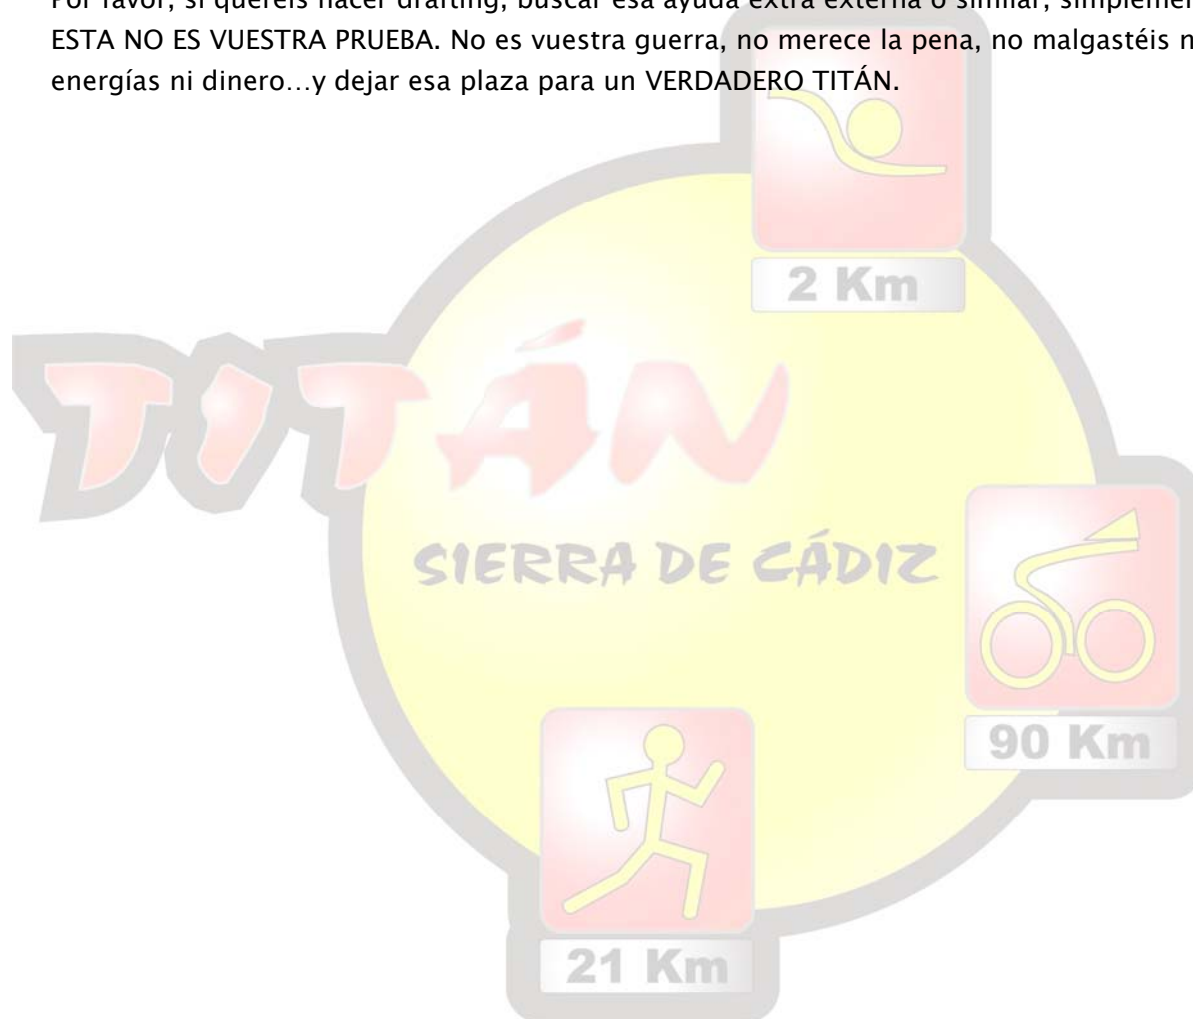 Por favor, si queréis hacer drafting, buscar esa ayuda extra externa o similar,
ESTA NO ES VUESTRA PRUEBA. No es vuestra guerra, no merece la pena, no malgastéis
energías ni dinero…y dejar esa plaza para un VERDADERO TITÁN.
2 Km
TITÁN
SIERRA DE CÁDIZ
90 Km
21 Km